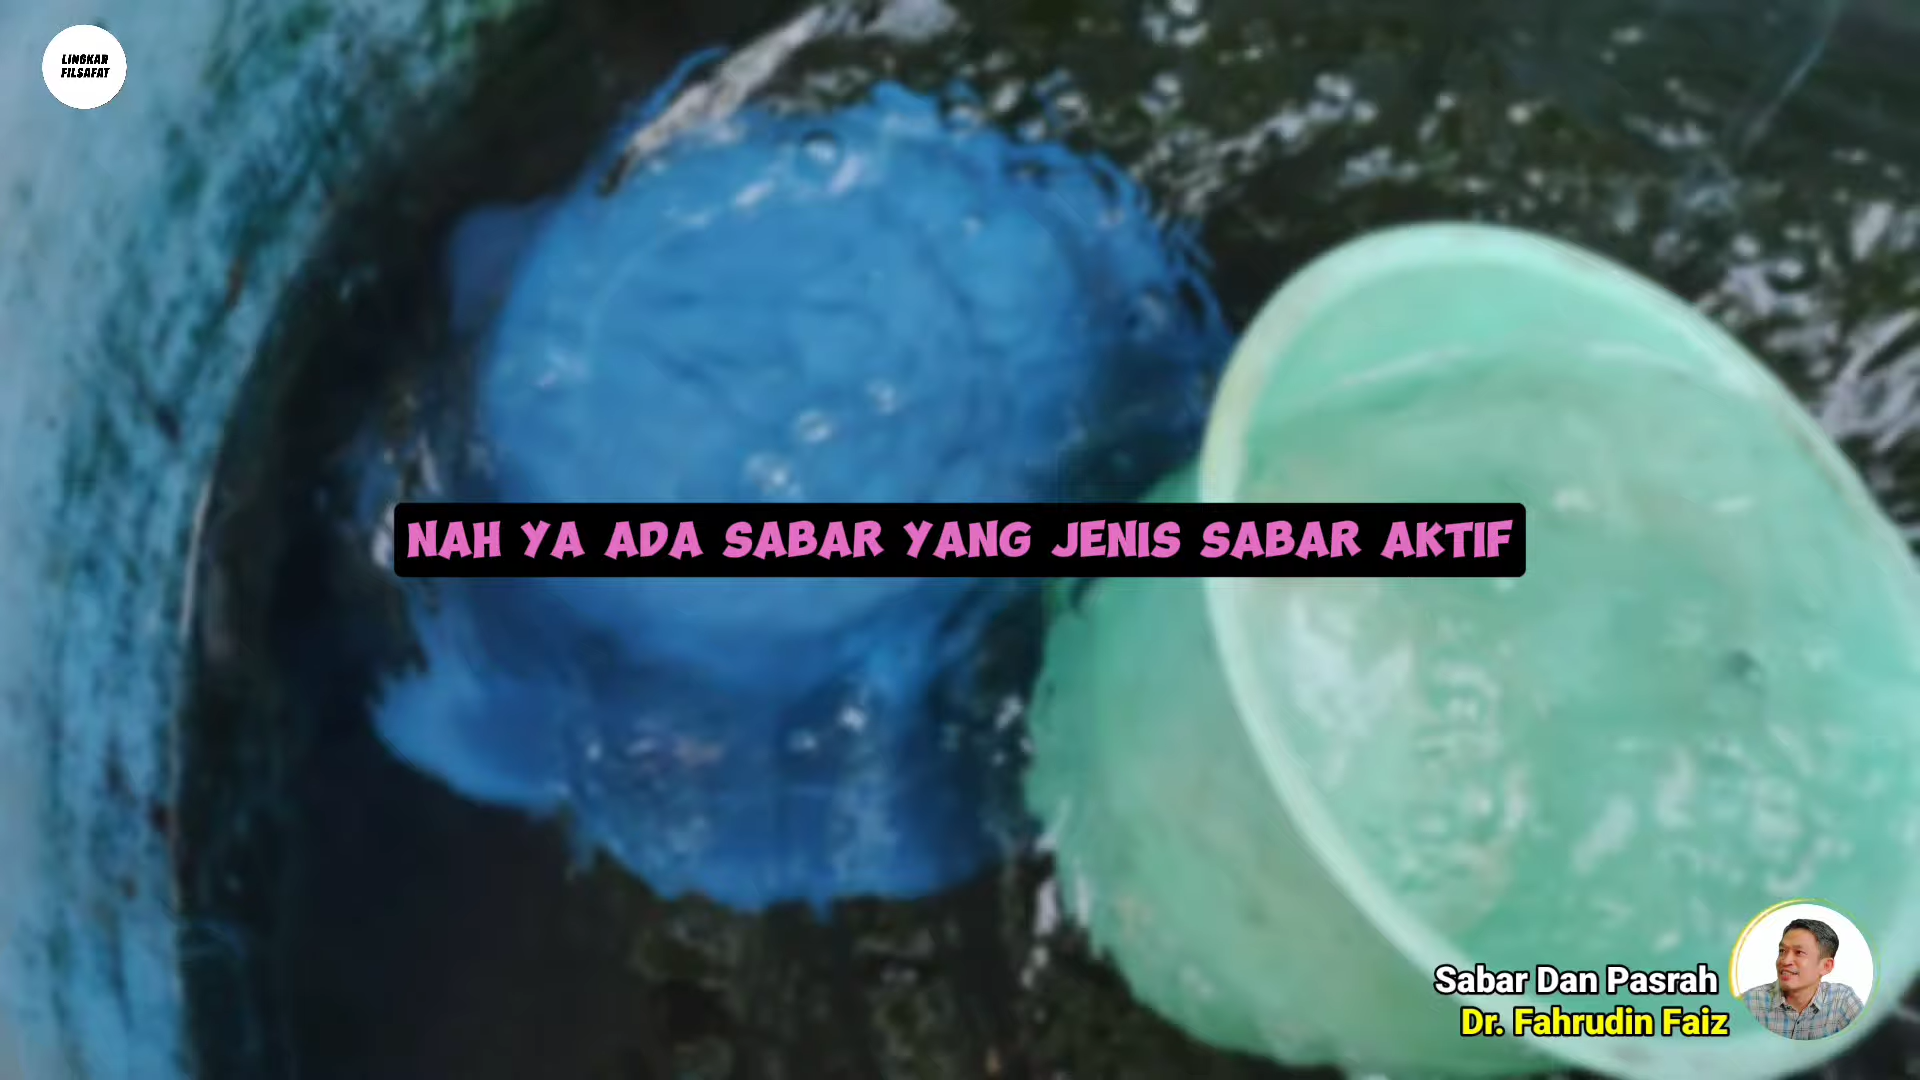 LINGKAR
FILSAFAT
NAH YA ADA SABAR YANG JENIS SABAR AKTIF
Sabar Dan Pasrah
Dr. Fahrudin Faiz